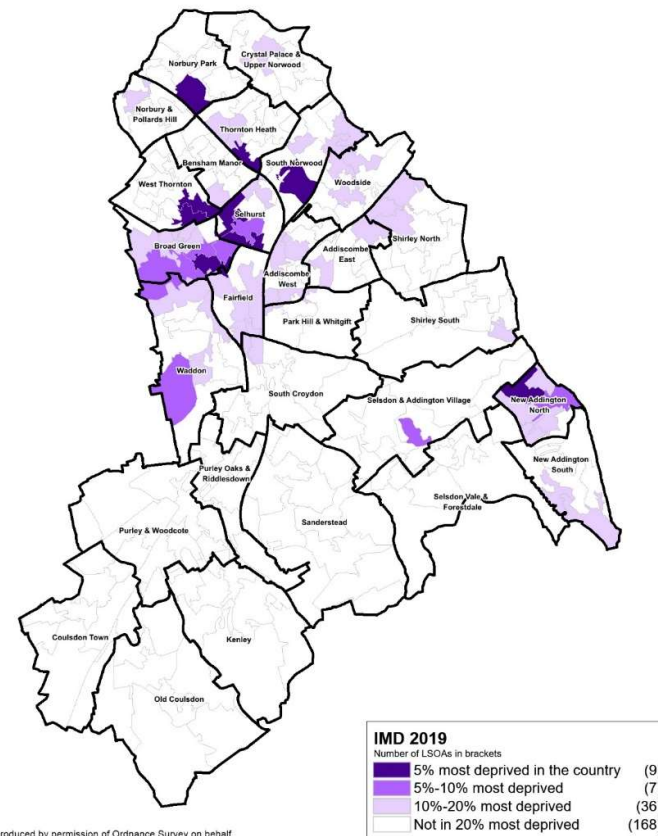 Crystal Palace &
Upper Norwood
Norbury Park
Norbury &
Pollards Hill
Thornton Heath
Bensham Manor
South Norwood
West Thornton
Woodside
Selhurst
Broad Green
Shirley North
Addiscombe
East
Addiscombe
West
Fairfield
Park Hill & Whitgift
Shirley South
Waddon
South Croydon
Selsdon & Addington Village
New Addington
North
New Addington
South
Purley Oaks &
Riddlesdown
Selsdon Vale &
Forestdale
Sanderstead
Purley & Woodcote
Coulsdon Town
Kenley
Old Coulsdon
IMD 2019
Number of LSOAs in brackets
5% most deprived in the country (9
5%-10% most deprived (7
10%-20% most deprived (36
Not in 20% most deprived (168
roduced by permission of Ordnance Survey on behalf